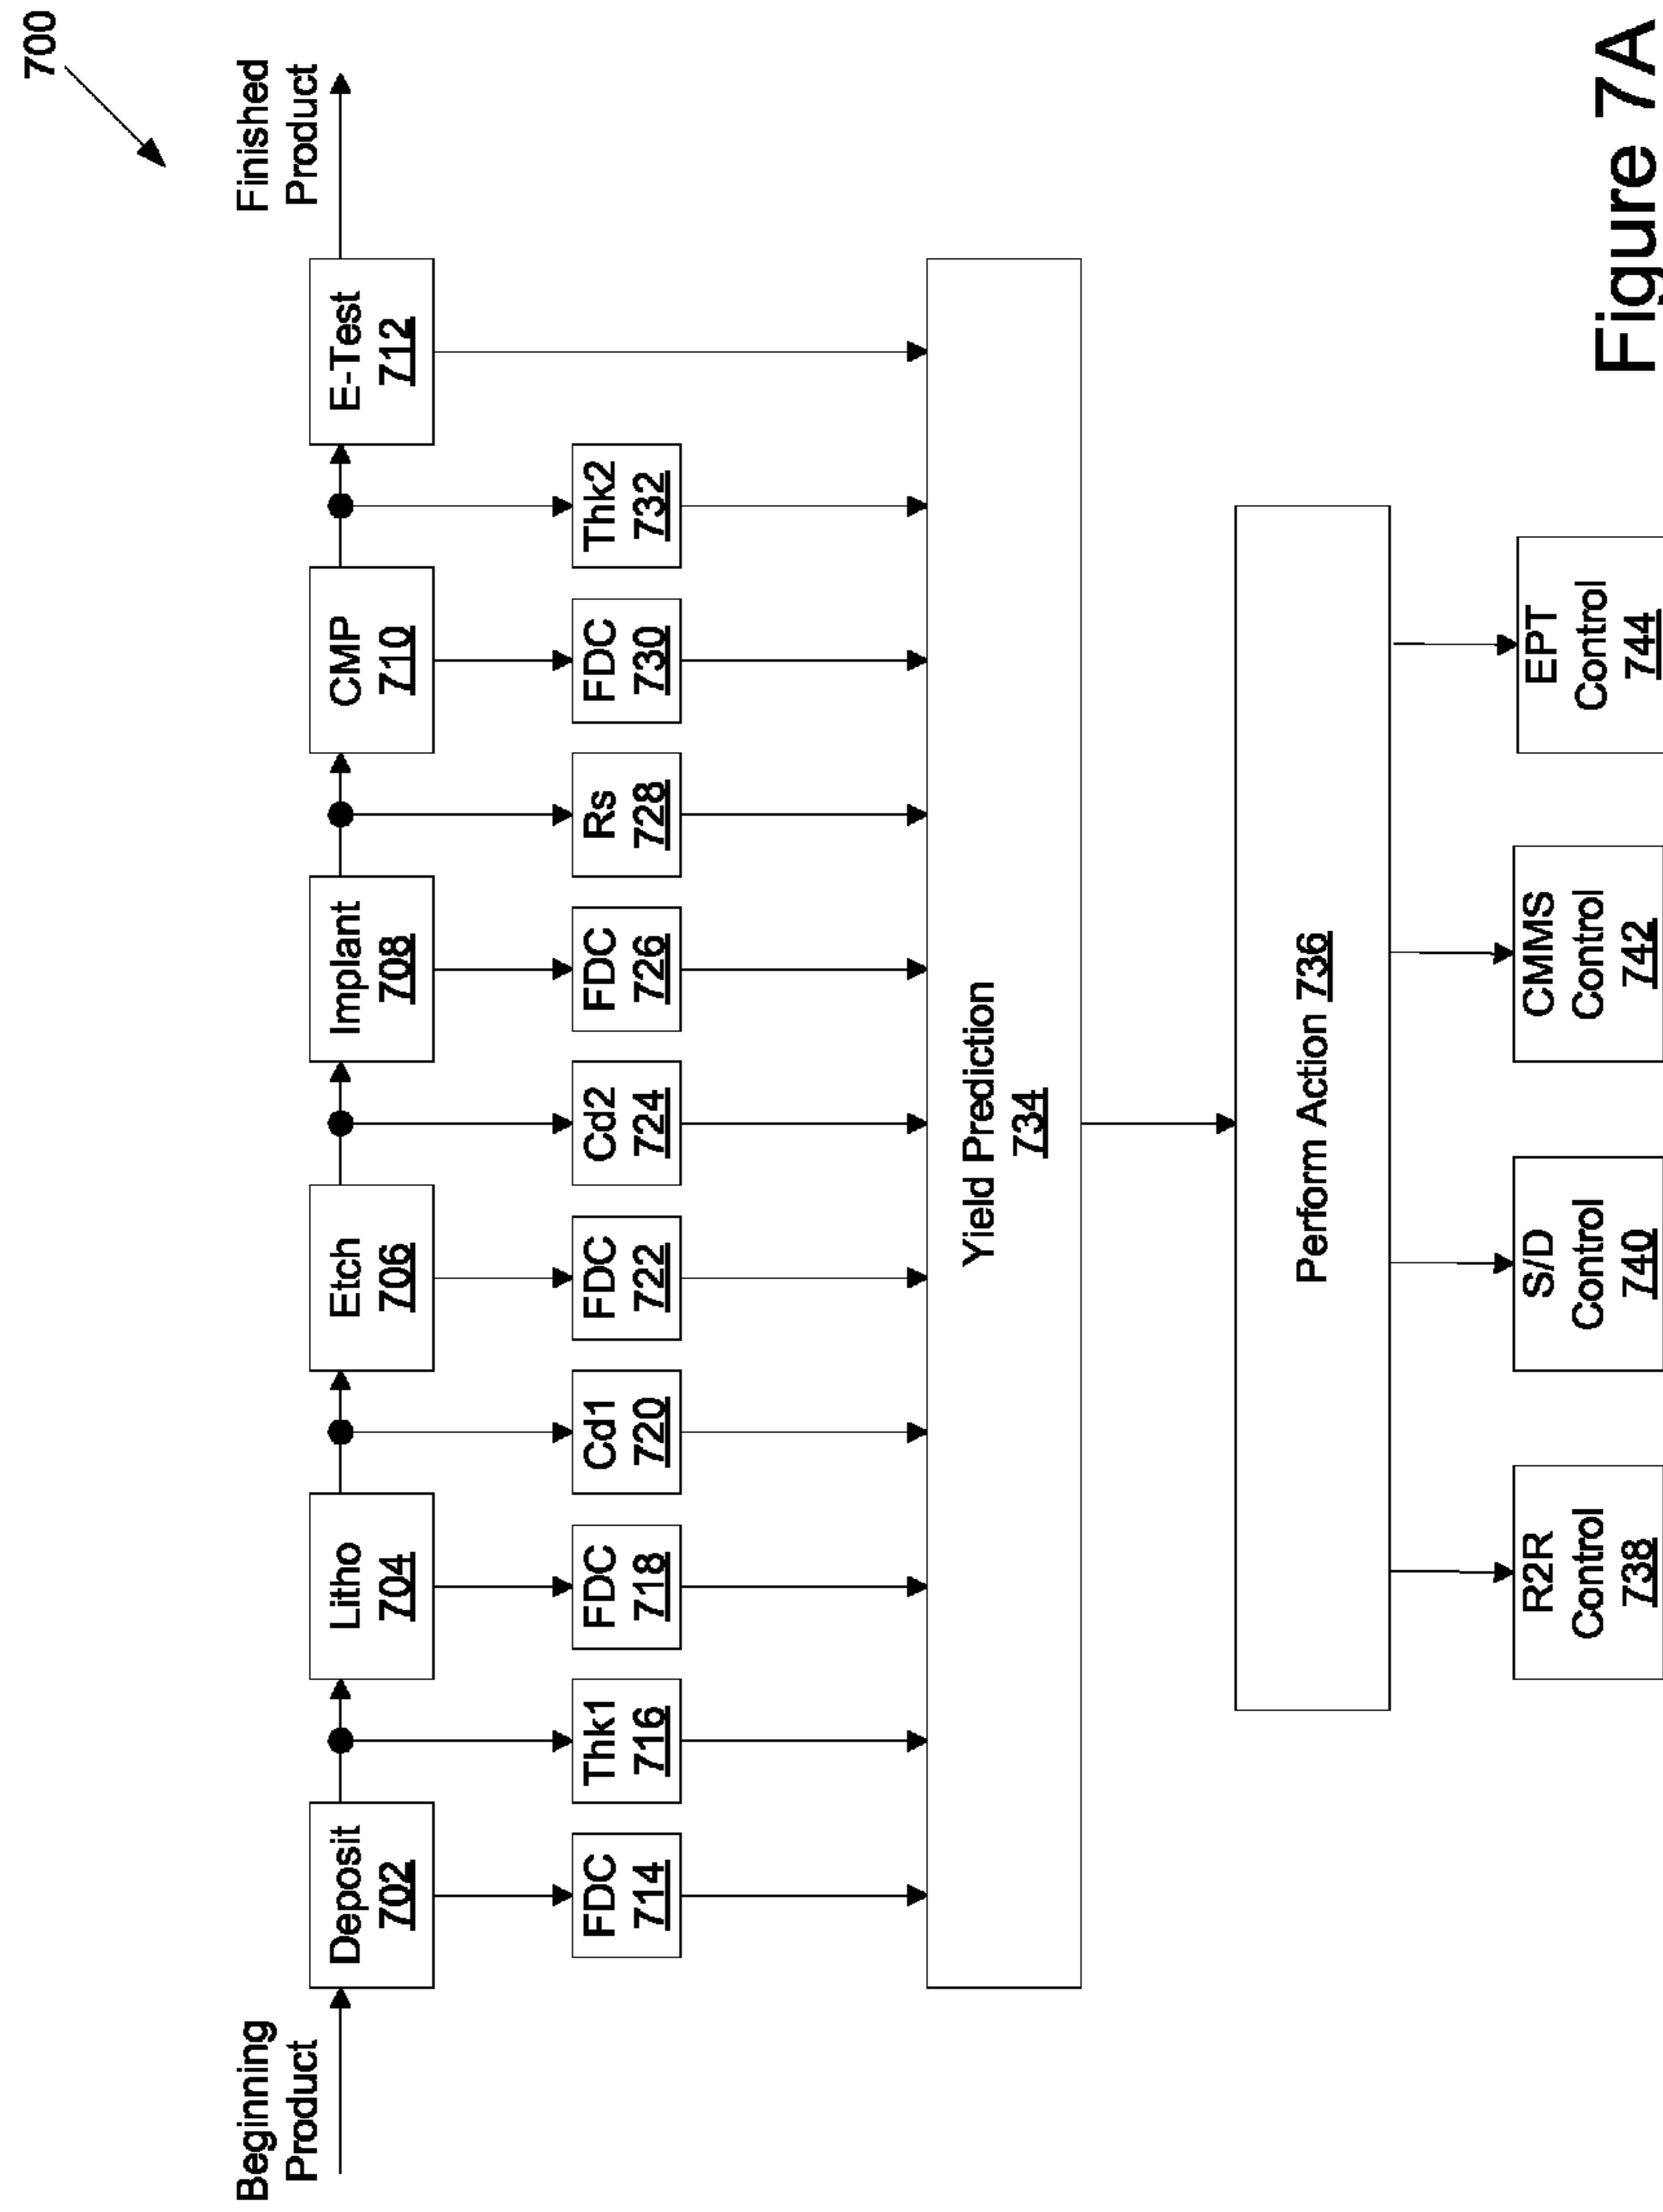 700
Beginning
Product
Finished
Product
Deposit
702
Litho
704
Etch
706
Implant
708
CMP
710
E-Test
712
FDC
714
Thk1
716
FDC
718
Cd1
720
FDC
722
Cd2
724
FDC
726
Rs
728
FDC
730
Thk2
732
Yield Prediction
734
Perform Action 736
R2R
Control
738
S/D
Control
740
CMMS
Control
742
EPT
Control
744
Figure 7A